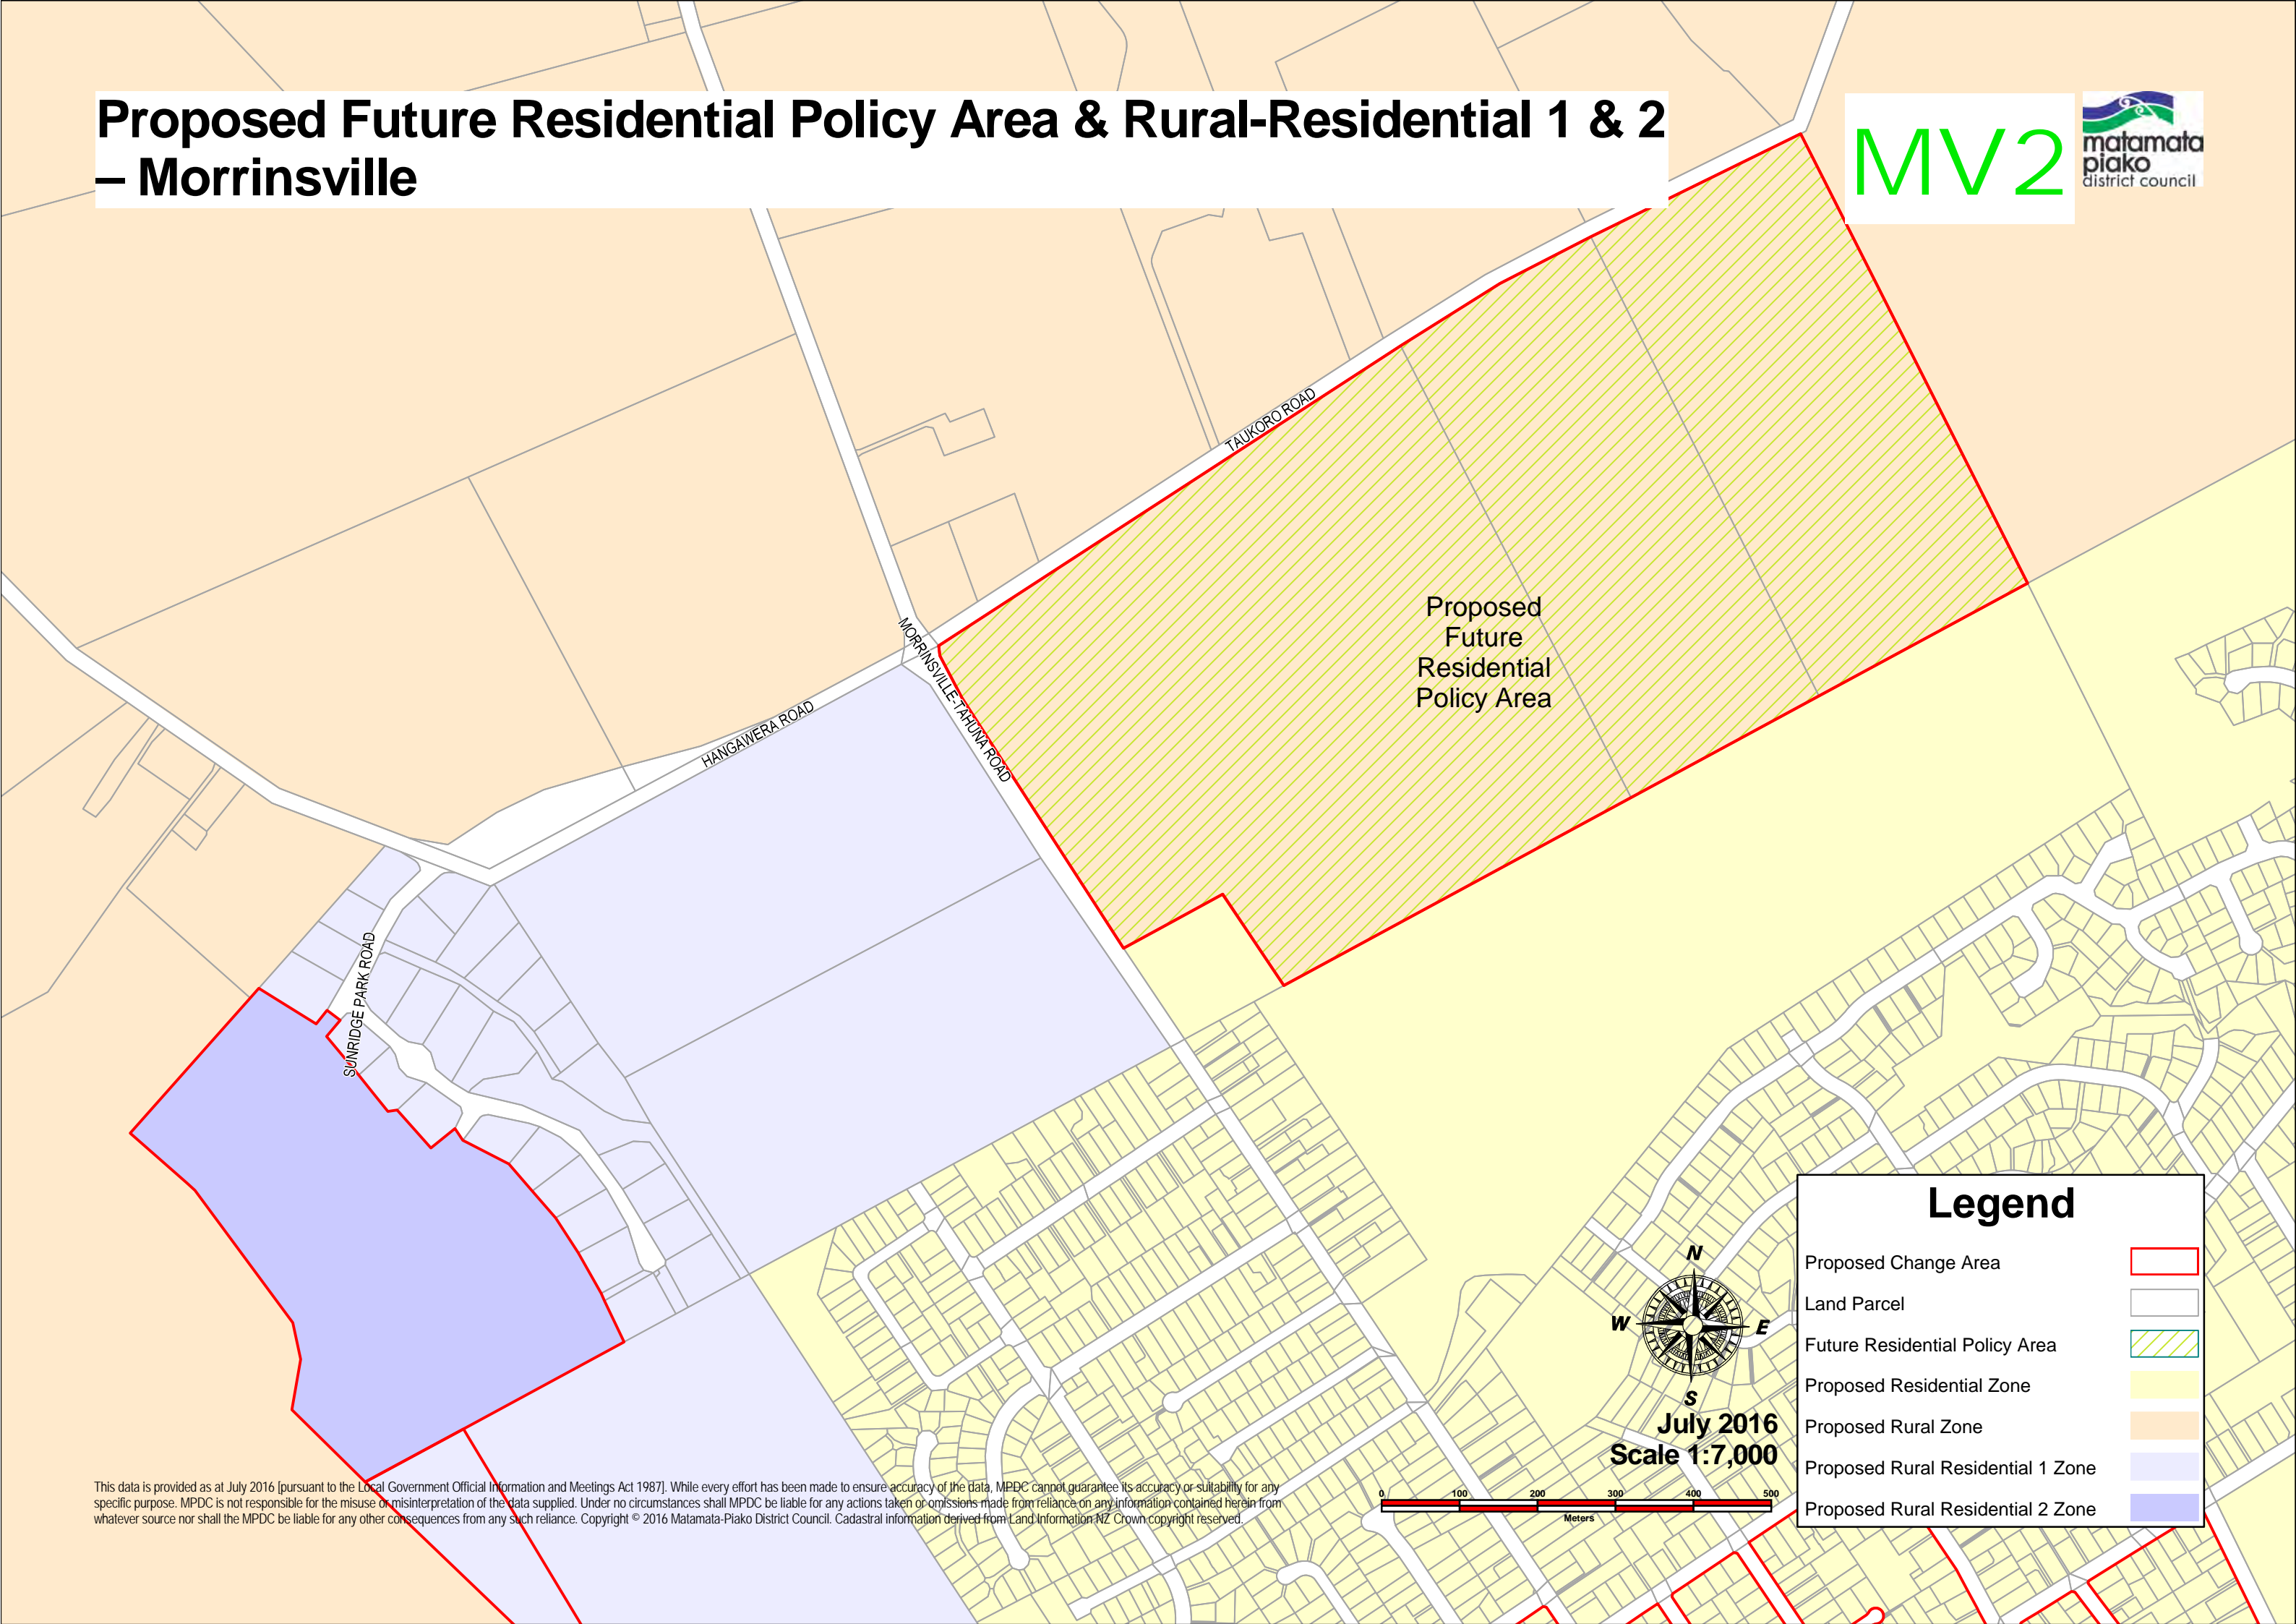 Proposed Future Residential Policy Area & Rural-Residential 1 & 2
– Morrinsville
MV2
matamata
piako
district council
TAUKORO ROAD
MORRINSVILLE-TAHUNA ROAD
HANGAWERA ROAD
SUNRIDGE PARK ROAD
Proposed
Future
Residential
Policy Area
N
W
E
S
July 2016
Scale 1:7,000
0 100 200 300 400 500
Meters
Legend
Proposed Change Area
Land Parcel
Future Residential Policy Area
Proposed Residential Zone
Proposed Rural Zone
Proposed Rural Residential 1 Zone
Proposed Rural Residential 2 Zone
This data is provided as at July 2016 [pursuant to the Local Government Official Information and Meetings Act 1987]. While every effort has been made to ensure accuracy of the data, MPDC cannot guarantee its accuracy or suitability for any
specific purpose. MPDC is not responsible for the misuse or misinterpretation of the data supplied. Under no circumstances shall MPDC be liable for any actions taken or omissions made from reliance on any information contained herein from
whatever source nor shall the MPDC be liable for any other consequences from any such reliance. Copyright © 2016 Matamata-Piako District Council. Cadastral information derived from Land Information NZ Crown copyright reserved.